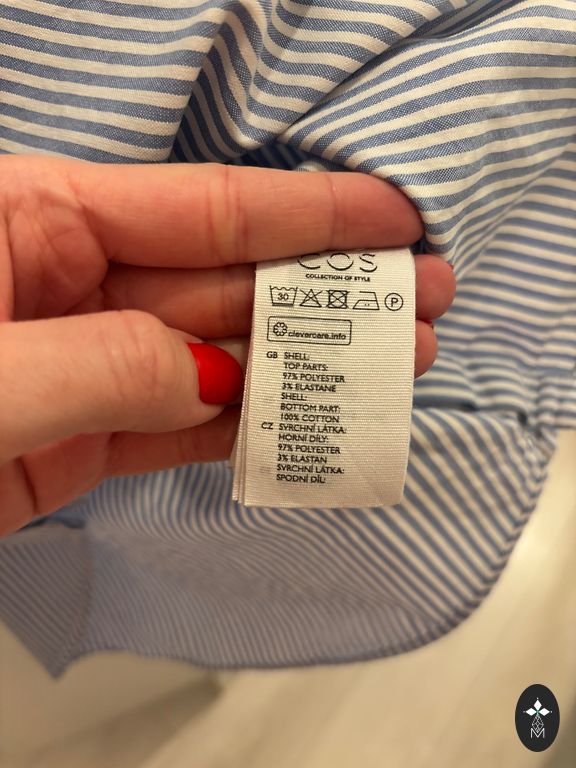 COS
COLLECTION OF STYLE
30
P
clevercare.info
GB SHELL:
TOP PARTS:
97% POLYESTER
3% ELASTANE
SHELL:
BOTTOM PART:
100% COTTON
CZ SVRCHNÍ LÁTKA:
HORNÍ DÍLY:
97% POLYESTER
3% ELASTAN
SVRCHNÍ LÁTKA:
SPODNÍ DÍL:
M